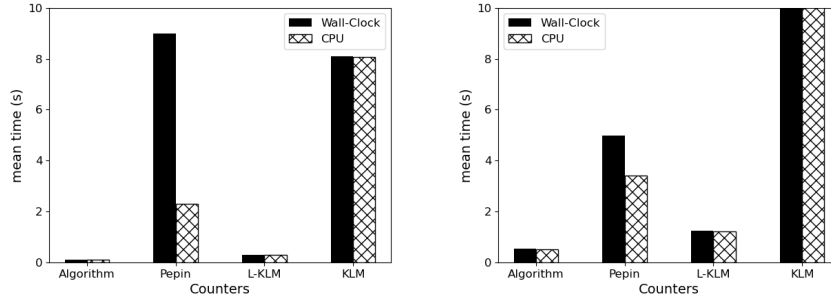 10
8
6
4
2
0
mean time (s)
Wall-Clock
CPU
Algorithm Pepin L-KLM KLM
Counters
10
8
6
4
2
0
mean time (s)
Wall-Clock
CPU
Algorithm Pepin L-KLM KLM
Counters